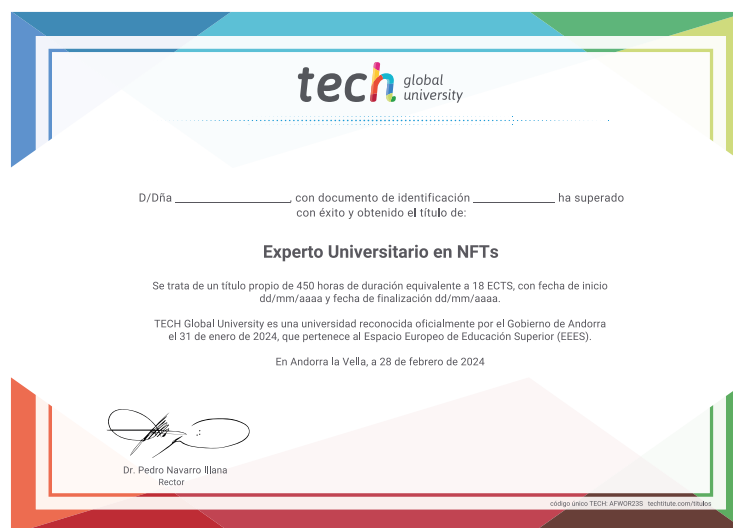 tech global university
D/Dña ____________________, con documento de identificación ______________ ha superado
con éxito y obtenido el título de:
Experto Universitario en NFTs
Se trata de un título propio de 450 horas de duración equivalente a 18 ECTS, con fecha de inicio
dd/mm/aaaa y fecha de finalización dd/mm/aaaa.
TECH Global University es una universidad reconocida oficialmente por el Gobierno de Andorra
el 31 de enero de 2024, que pertenece al Espacio Europeo de Educación Superior (EEES).
En Andorra la Vella, a 28 de febrero de 2024
Dr. Pedro Navarro Illana
Rector
código único TECH: AFWOR23S techtitute.com/titulos